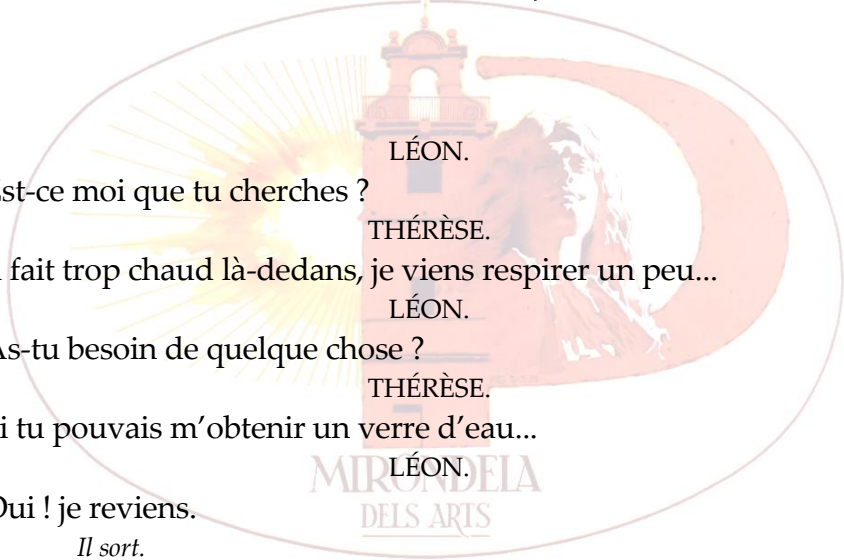 LÉON.
Est-ce moi que tu cherches ?
THÉRÈSE.
l fait trop chaud là-dedans, je viens respirer un peu...
LÉON.
As-tu besoin de quelque chose ?
THÉRÈSE.
i tu pouvais m’obtenir un verre d’eau...
LÉON.
MIRONDELA
DELS ARTS
Oui ! je reviens.
Il sort.